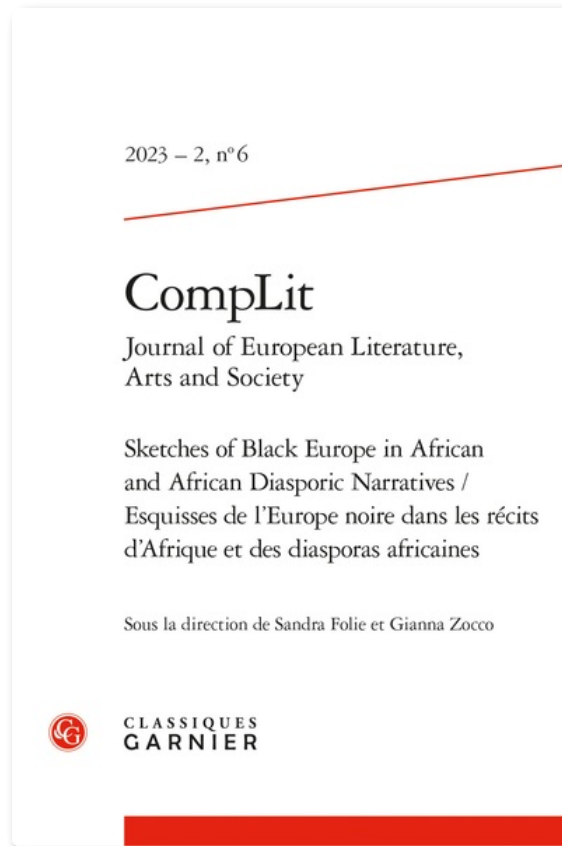 2023 – 2, nº 6
CompLit
Journal of European Literature,
Arts and Society
Sketches of Black Europe in African
and African Diasporic Narratives /
Esquisses de l’Europe noire dans les récits
d’Afrique et des diasporas africaines
Sous la direction de Sandra Folie et Gianna Zocco
CG
CLASSIQUES
GARNIER